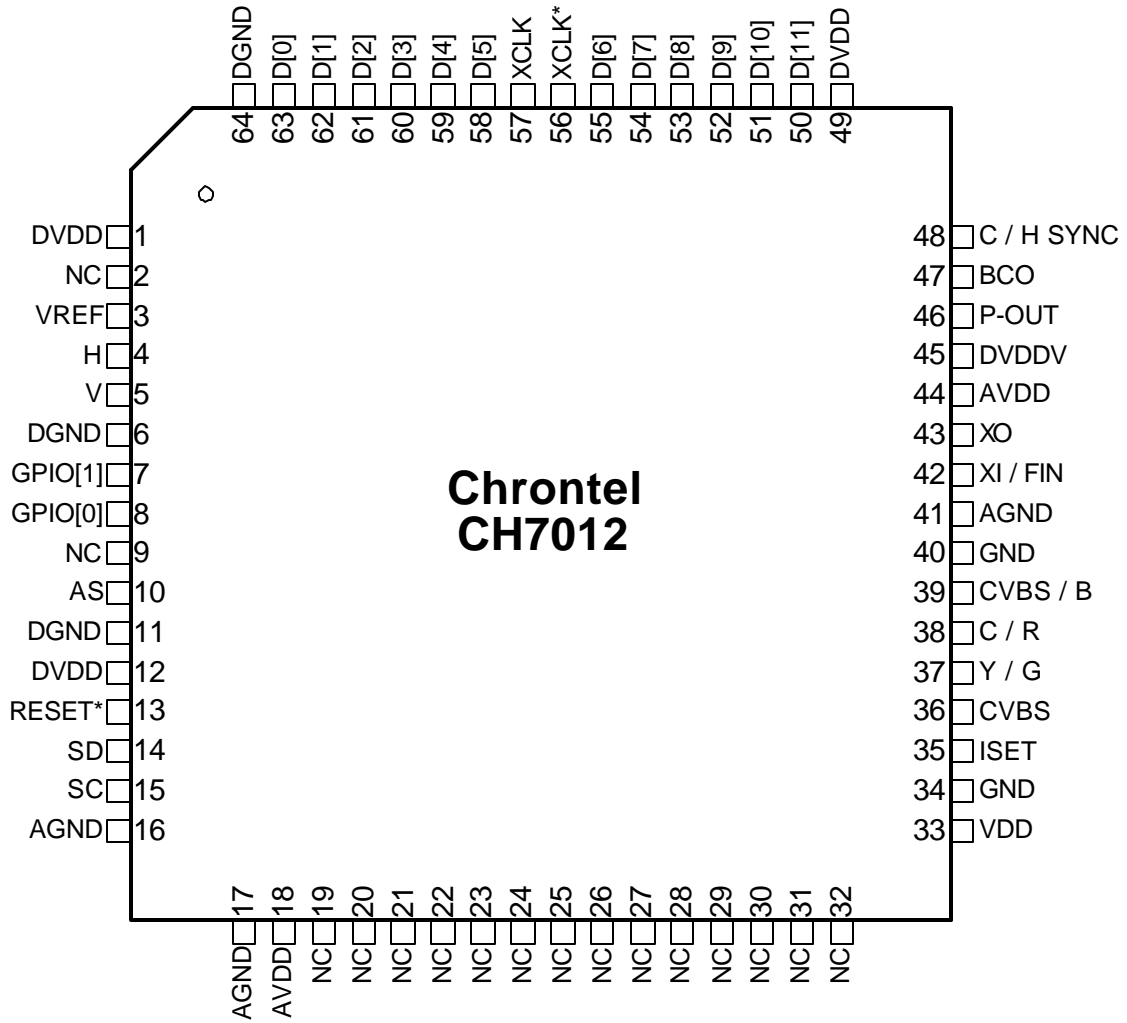 DGND D[0] D[1] D[2] D[3] D[4] D[5] XCLK XCLK* D[6] D[7] D[8] D[9] D[10] D[11] DVDD
64 63 62 61 60 59 58 57 56 55 54 53 52 51 50 49
DVDD 1 48 C / H SYNC
NC 2 47 BCO
VREF 3 46 P-OUT
H 4 45 DVDDV
V 5 44 AVDD
DGND 6 43 XO
GPIO[1] 7 42 XI / FIN
GPIO[0] 8 41 AGND
NC 9 40 GND
AS 10 39 CVBS / B
DGND 11 38 C / R
DVDD 12 37 Y / G
RESET* 13 36 CVBS
SD 14 35 ISET
SC 15 34 GND
AGND 16 33 VDD
Chrontel
CH7012
17 18 19 20 21 22 23 24 25 26 27 28 29 30 31 32
AGND AVDD NC NC NC NC NC NC NC NC NC NC NC NC NC NC